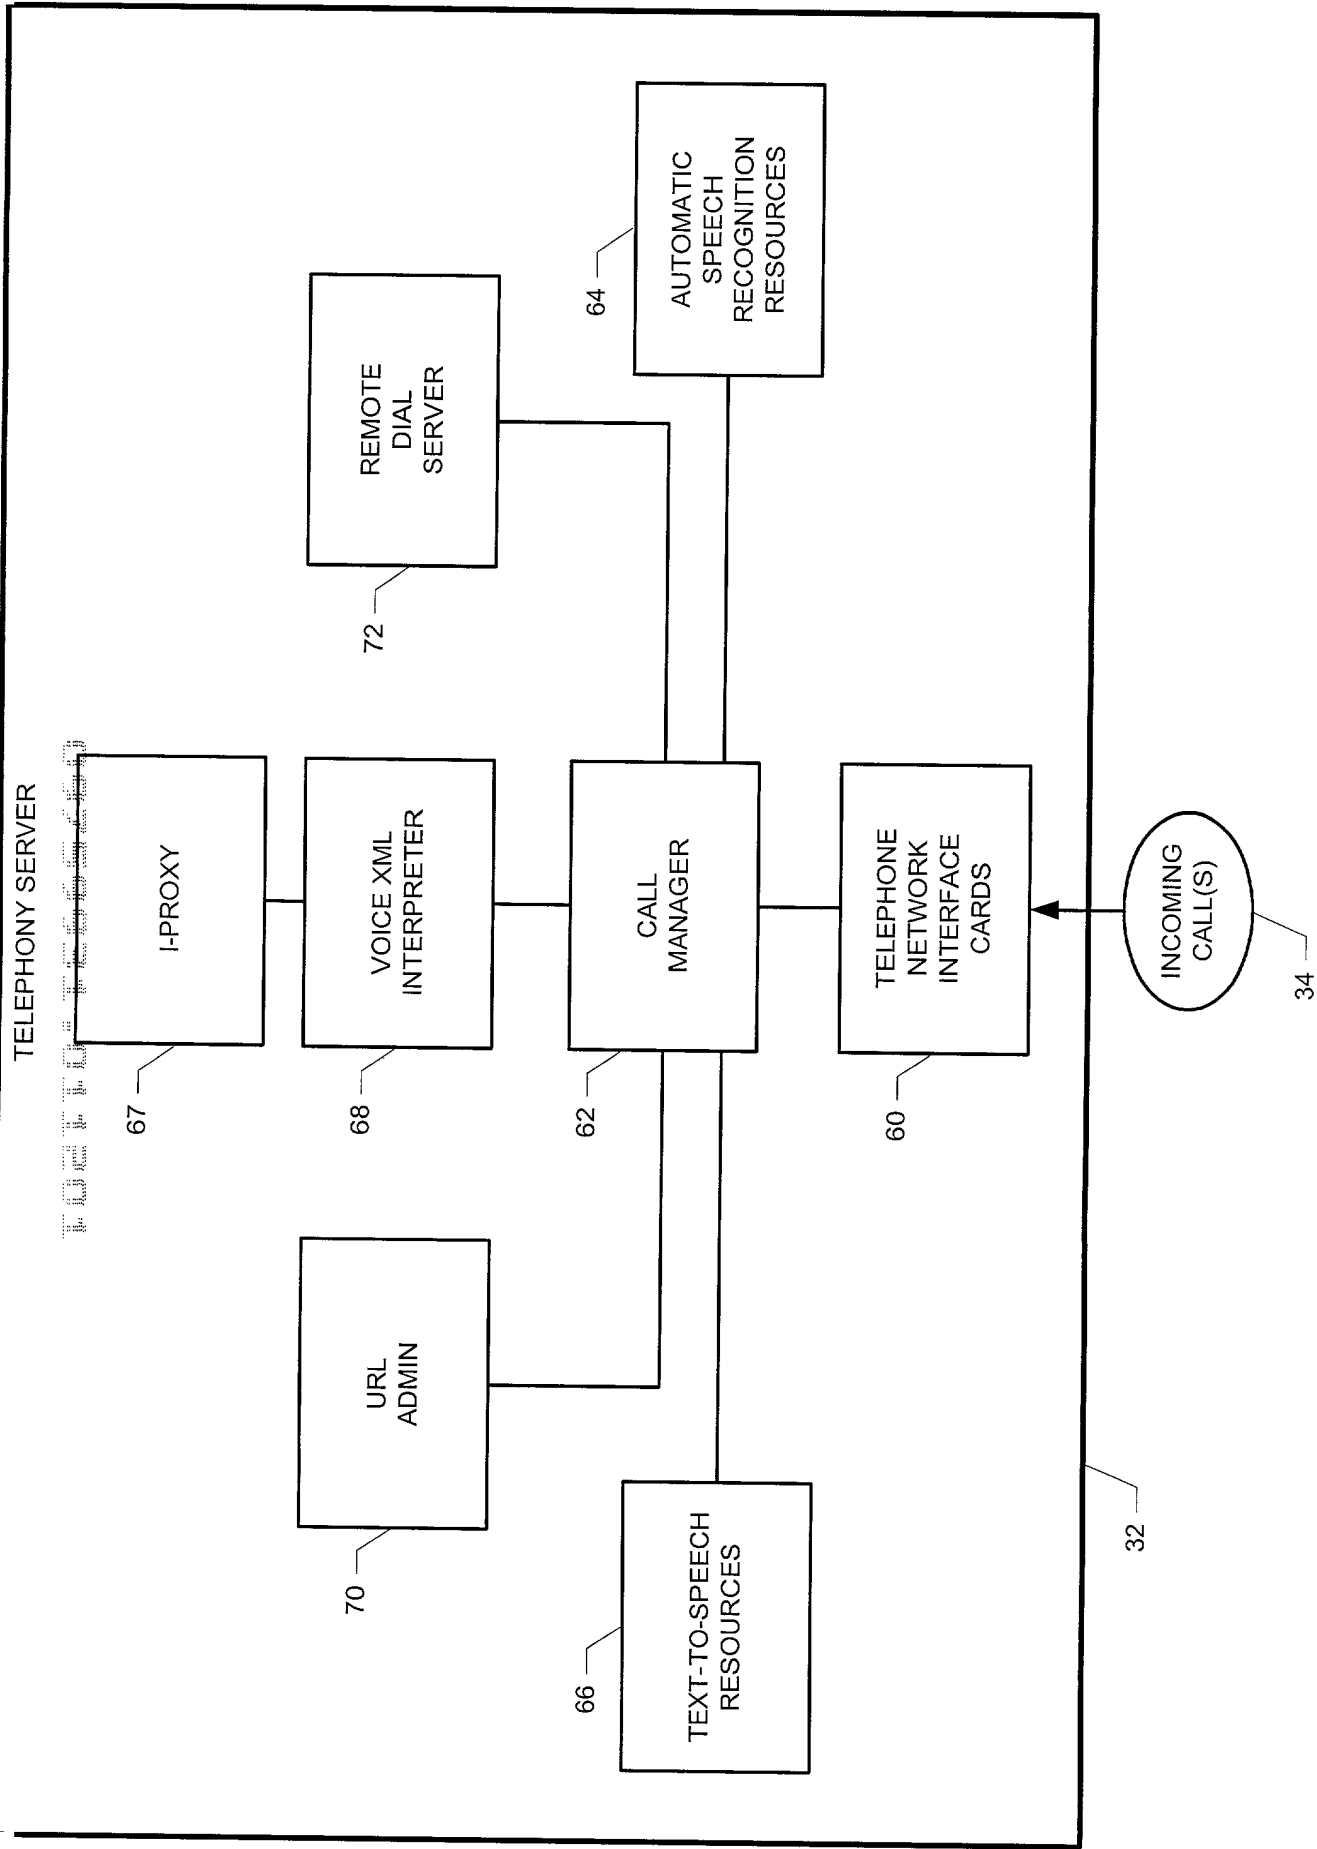 TELEPHONY SERVER
I-PROXY
67
URL
ADMIN
70
VOICE XML
INTERPRETER
68
REMOTE
DIAL
SERVER
72
TEXT-TO-SPEECH
RESOURCES
66
CALL
MANAGER
62
AUTOMATIC
SPEECH
RECOGNITION
RESOURCES
64
TELEPHONE
NETWORK
INTERFACE
CARDS
60
32
INCOMING
CALL(S)
34